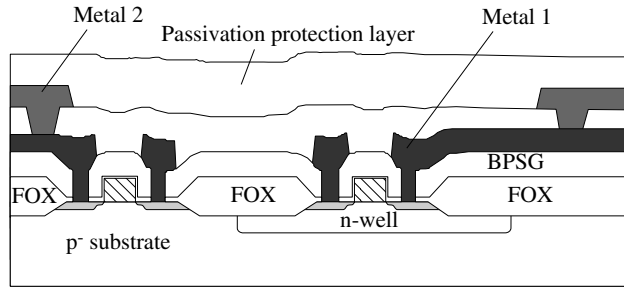 Metal 2
Passivation protection layer
Metal 1
BPSG
FOX
FOX
FOX
n-well
p- substrate